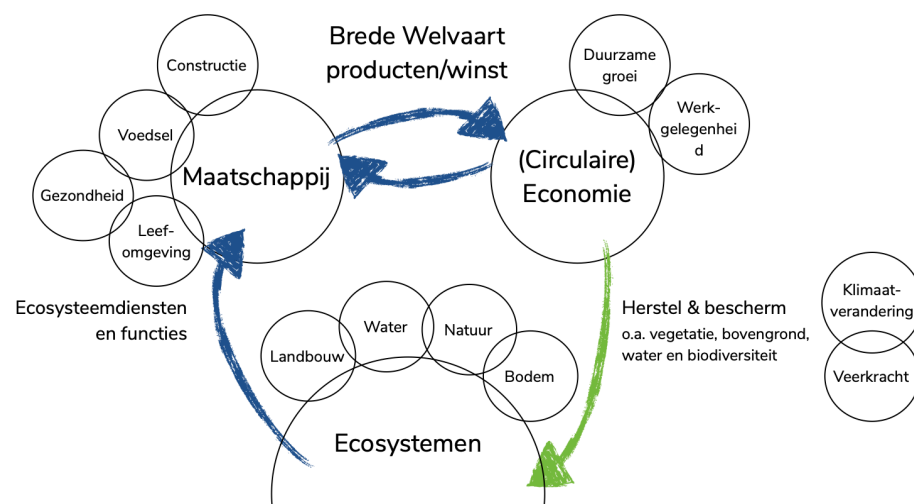 Brede Welvaart
producten/winst
Constructie
Voedsel
Gezondheid
Leef-
omgeving
Maatschappij
Duurzame
groei
Werk-
gelegenhei
d
(Circulaire)
Economie
Ecosysteemdiensten
en functies
Herstel & bescherm
o.a. vegetatie, bovengrond,
water en biodiversiteit
Klimaat-
verandering
Veerkracht
Landbouw
Water
Natuur
Bodem
Ecosystemen